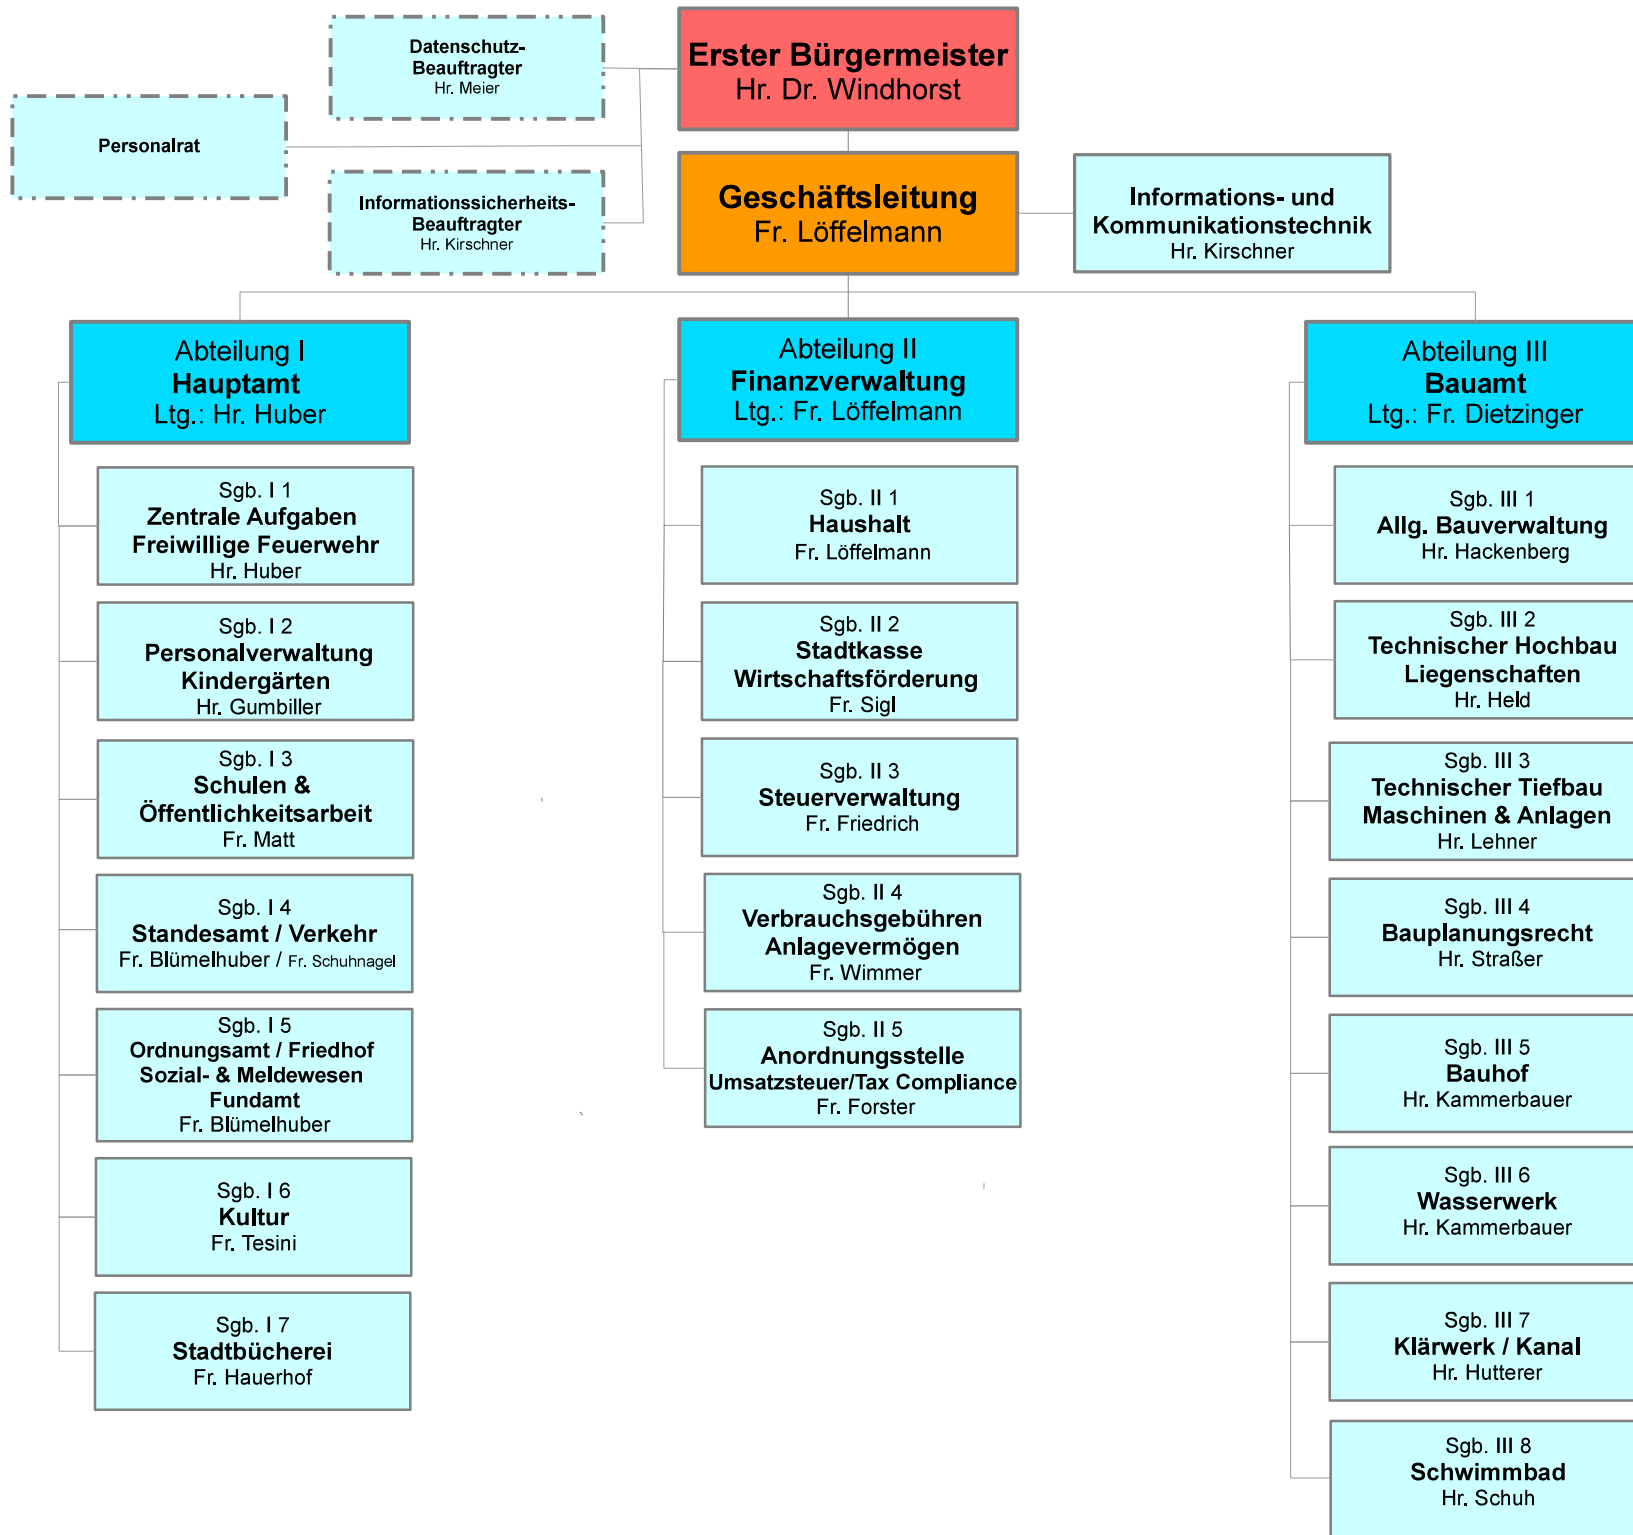 Datenschutz-
Beauftragter
Hr. Meier
Erster Bürgermeister
Hr. Dr. Windhorst
Personalrat
Informationssicherheits-
Beauftragter
Hr. Kirschner
Geschäftsleitung
Fr. Löffelmann
Informations- und
Kommunikationstechnik
Hr. Kirschner
Abteilung I
Hauptamt
Ltg.: Hr. Huber
Sgb. I 1
Zentrale Aufgaben
Freiwillige Feuerwehr
Hr. Huber
Sgb. I 2
Personalverwaltung
Kindergärten
Hr. Gumbiller
Sgb. I 3
Schulen &
Öffentlichkeitsarbeit
Fr. Matt
Sgb. I 4
Standesamt / Verkehr
Fr. Blümelhuber / Fr. Schuhnagel
Sgb. I 5
Ordnungsamt / Friedhof
Sozial- & Meldewesen
Fundamt
Fr. Blümelhuber
Sgb. I 6
Kultur
Fr. Tesini
Sgb. I 7
Stadtbücherei
Fr. Hauerhof
Abteilung II
Finanzverwaltung
Ltg.: Fr. Löffelmann
Sgb. II 1
Haushalt
Fr. Löffelmann
Sgb. II 2
Stadtkasse
Wirtschaftsförderung
Fr. Sigl
Sgb. II 3
Steuerverwaltung
Fr. Friedrich
Sgb. II 4
Verbrauchsgebühren
Anlagevermögen
Fr. Wimmer
Sgb. II 5
Anordnungsstelle
Umsatzsteuer/Tax Compliance
Fr. Forster
Abteilung III
Bauamt
Ltg.: Fr. Dietzinger
Sgb. III 1
Allg. Bauverwaltung
Hr. Hackenberg
Sgb. III 2
Technischer Hochbau
Liegenschaften
Hr. Held
Sgb. III 3
Technischer Tiefbau
Maschinen & Anlagen
Hr. Lehner
Sgb. III 4
Bauplanungsrecht
Hr. Straßer
Sgb. III 5
Bauhof
Hr. Kammerbauer
Sgb. III 6
Wasserwerk
Hr. Kammerbauer
Sgb. III 7
Klärwerk / Kanal
Hr. Hutterer
Sgb. III 8
Schwimmbad
Hr. Schuh